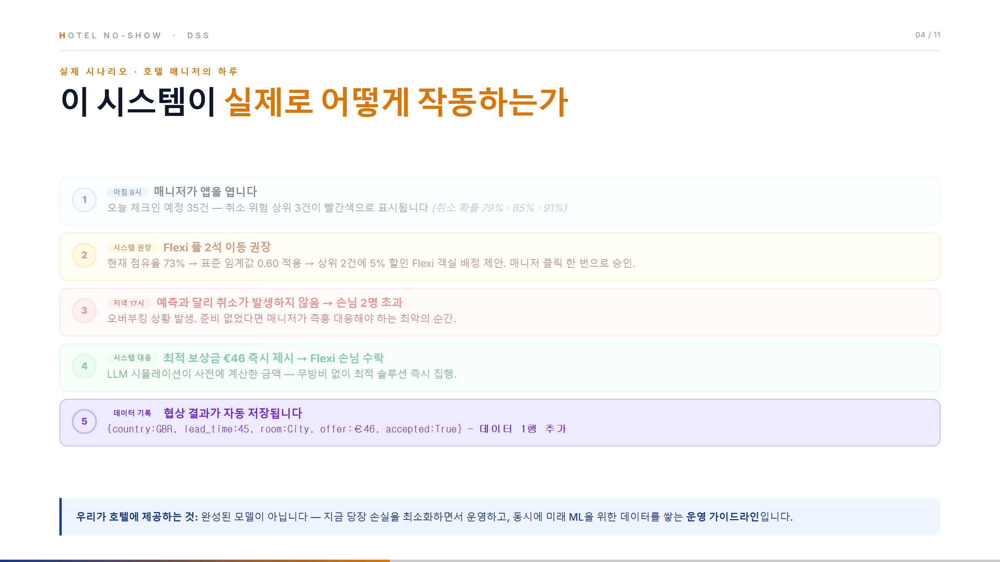 HOTEL NO-SHOW · DSS
04 / 11
실제 시나리오 · 호텔 매니저의 하루
이 시스템이 실제로 어떻게 작동하는가
1
아침 8시 매니저가 앱을 엽니다
오늘 체크인 예정 35건 — 취소 위험 상위 3건이 빨간색으로 표시됩니다 (취소 확률 79% · 85% · 91%)
2
시스템 권장 Flexi 풀 2석 이동 권장
현재 점유율 73% → 표준 임계값 0.60 적용 → 상위 2건에 5% 할인 Flexi 객실 배정 제안. 매니저 클릭 한 번으로 승인.
3
저녁 17시 예측과 달리 취소가 발생하지 않음 → 손님 2명 초과
오버부킹 상황 발생. 준비 없었다면 매니저가 즉흥 대응해야 하는 최악의 순간.
4
시스템 대응 최적 보상금 €46 즉시 제시 → Flexi 손님 수락
LLM 시뮬레이션이 사전에 계산한 금액 — 무방비 없이 최적 솔루션 즉시 집행.
5
데이터 기록 협상 결과가 자동 저장됩니다
{country:GBR, lead_time:45, room:City, offer:€46, accepted:True} — 데이터 1행 추가
우리가 호텔에 제공하는 것: 완성된 모델이 아닙니다 — 지금 당장 손실을 최소화하면서 운영하고, 동시에 미래 ML을 위한 데이터를 쌓는 운영 가이드라인입니다.